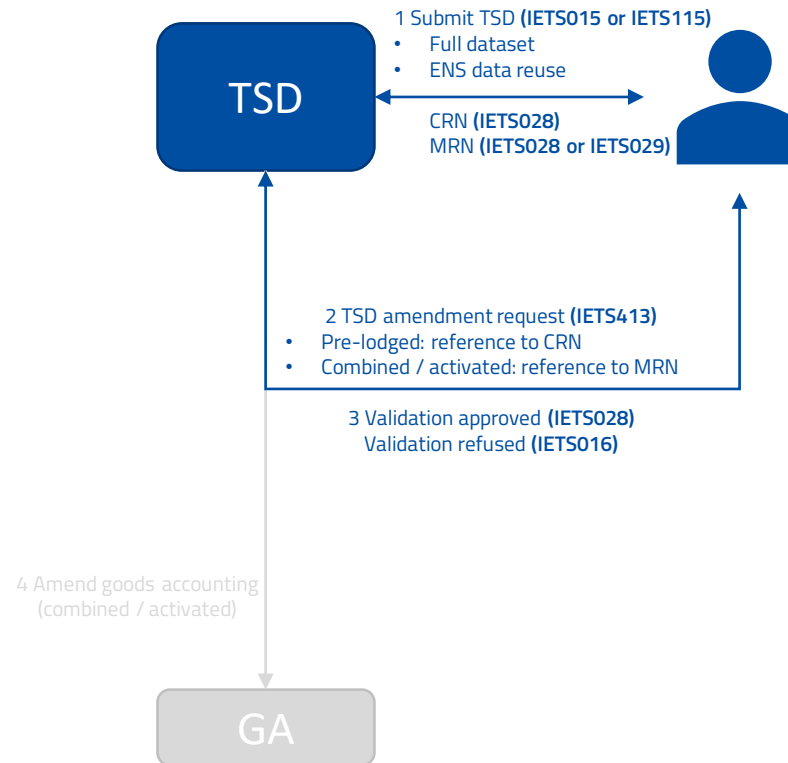 1 Submit TSD (IETS015 or IETS115)
• Full dataset
• ENS data reuse
TSD
CRN (IETS028)
MRN (IETS028 or IETS029)
2 TSD amendment request (IETS413)
• Pre-lodged: reference to CRN
• Combined / activated: reference to MRN
3 Validation approved (IETS028)
Validation refused (IETS016)
4 Amend goods accounting
(combined / activated)
GA